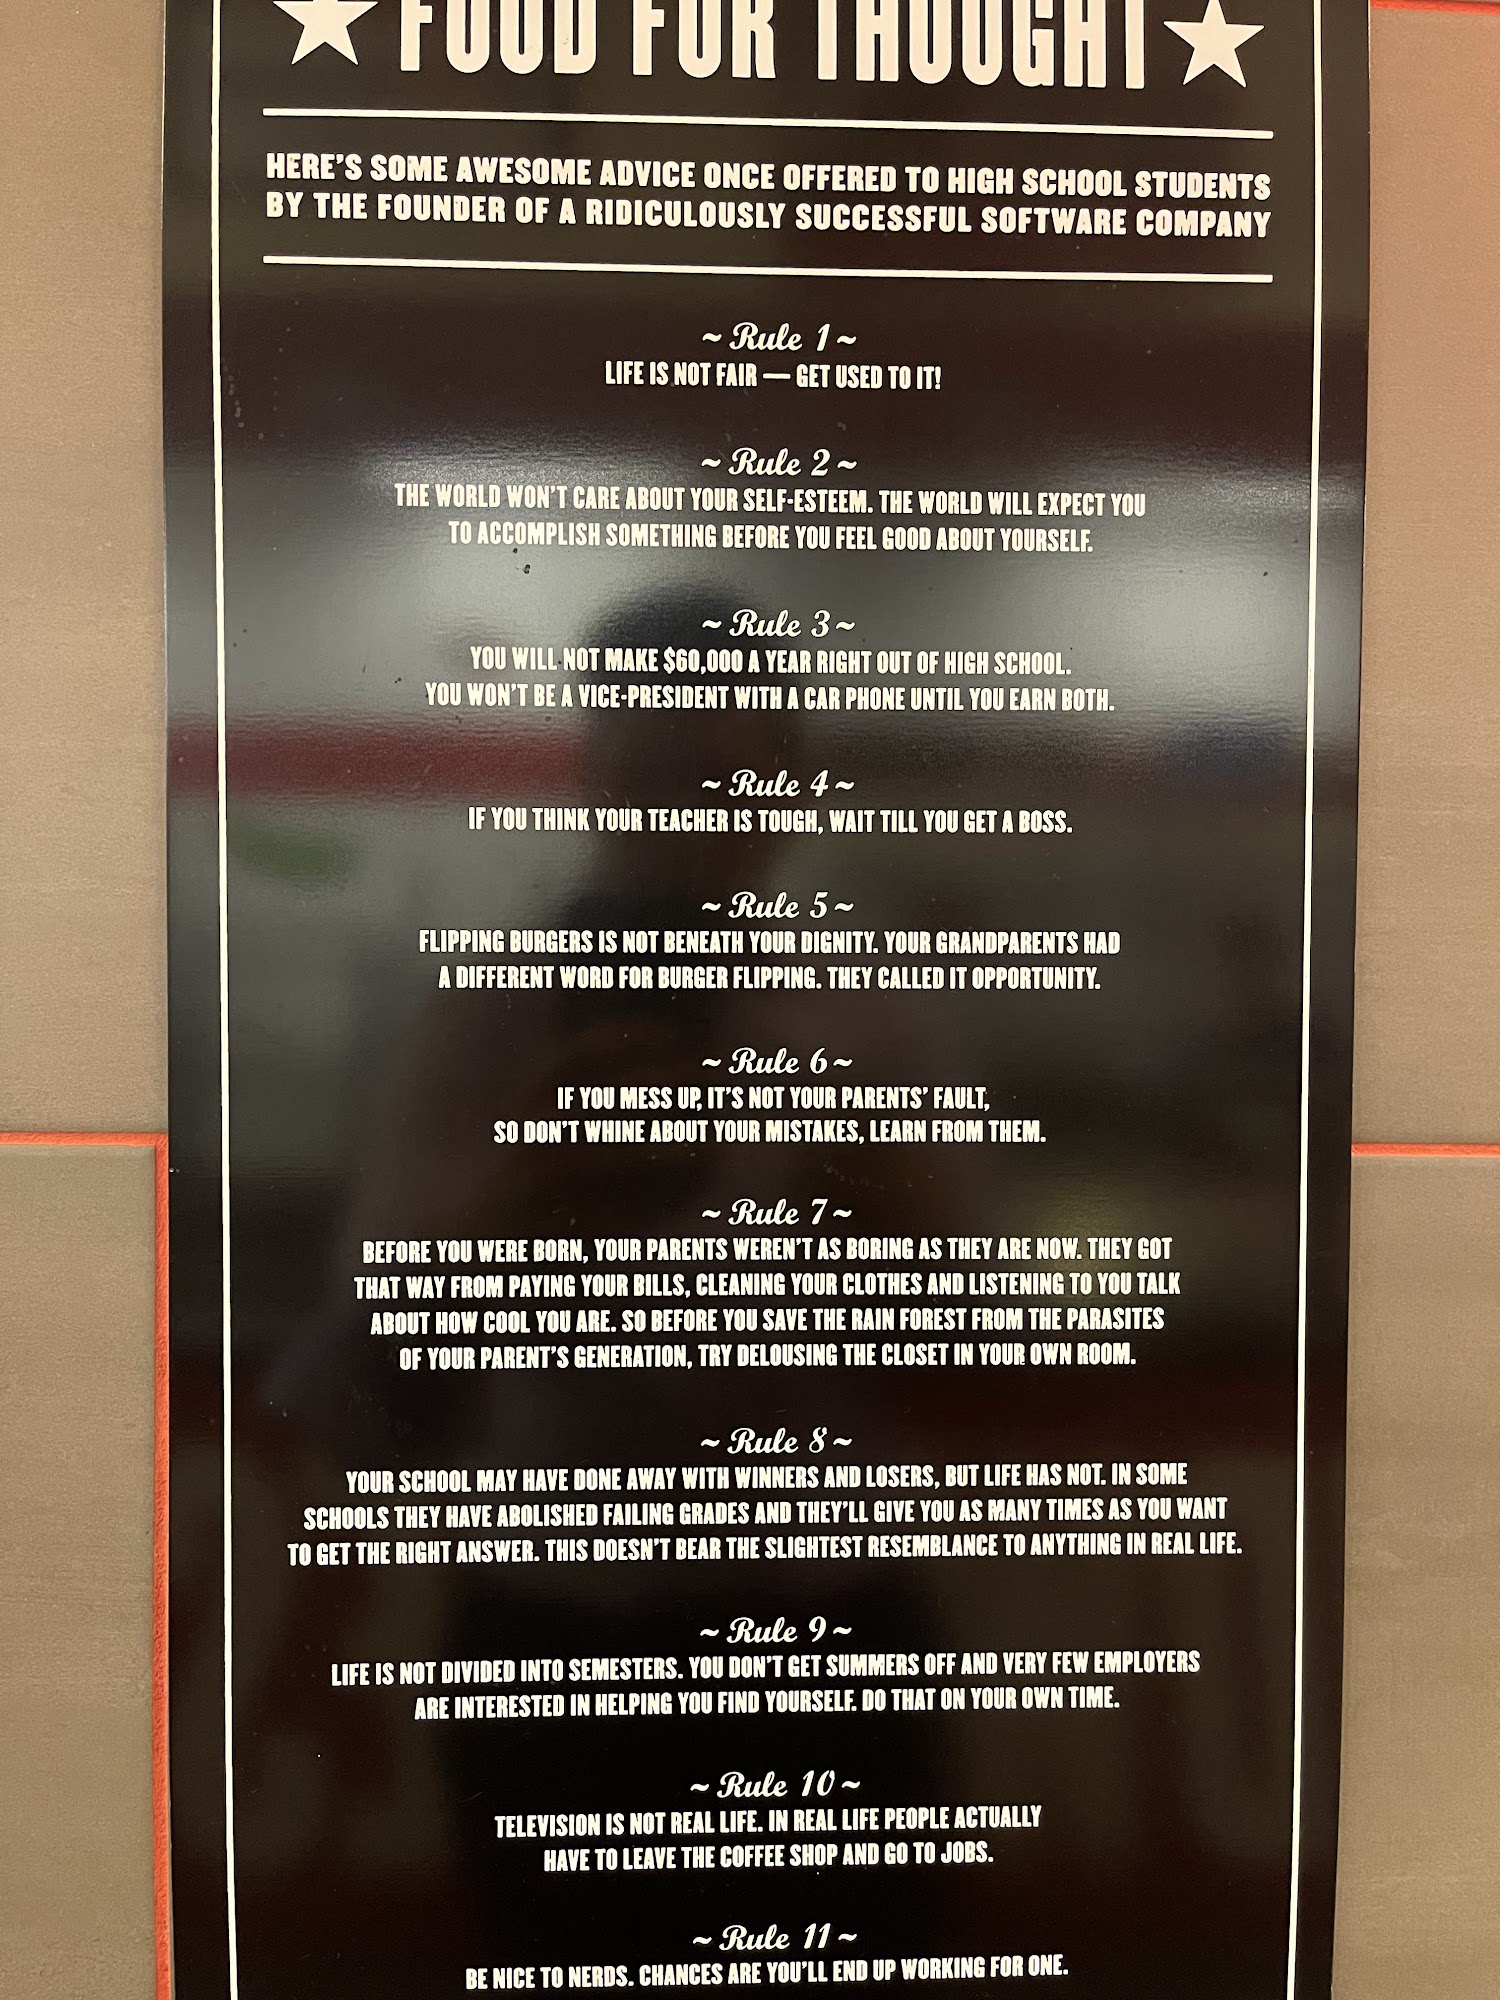 ★ FOOD FOR THOUGHT ★
HERE'S SOME AWESOME ADVICE ONCE OFFERED TO HIGH SCHOOL STUDENTS
BY THE FOUNDER OF A RIDICULOUSLY SUCCESSFUL SOFTWARE COMPANY
~ Rule 1 ~
LIFE IS NOT FAIR — GET USED TO IT!
~ Rule 2 ~
THE WORLD WON'T CARE ABOUT YOUR SELF-ESTEEM. THE WORLD WILL EXPECT YOU
TO ACCOMPLISH SOMETHING BEFORE YOU FEEL GOOD ABOUT YOURSELF.
~ Rule 3 ~
YOU WILL NOT MAKE $60,000 A YEAR RIGHT OUT OF HIGH SCHOOL.
YOU WON'T BE A VICE-PRESIDENT WITH A CAR PHONE UNTIL YOU EARN BOTH.
~ Rule 4 ~
IF YOU THINK YOUR TEACHER IS TOUGH, WAIT TILL YOU GET A BOSS.
~ Rule 5 ~
FLIPPING BURGERS IS NOT BENEATH YOUR DIGNITY. YOUR GRANDPARENTS HAD
A DIFFERENT WORD FOR BURGER FLIPPING. THEY CALLED IT OPPORTUNITY.
~ Rule 6 ~
IF YOU MESS UP, IT'S NOT YOUR PARENTS' FAULT,
SO DON'T WHINE ABOUT YOUR MISTAKES, LEARN FROM THEM.
~ Rule 7 ~
BEFORE YOU WERE BORN, YOUR PARENTS WEREN'T AS BORING AS THEY ARE NOW. THEY GOT
THAT WAY FROM PAYING YOUR BILLS, CLEANING YOUR CLOTHES AND LISTENING TO YOU TALK
ABOUT HOW COOL YOU ARE. SO BEFORE YOU SAVE THE RAIN FOREST FROM THE PARASITES
OF YOUR PARENT'S GENERATION, TRY DELOUSING THE CLOSET IN YOUR OWN ROOM.
~ Rule 8 ~
YOUR SCHOOL MAY HAVE DONE AWAY WITH WINNERS AND LOSERS, BUT LIFE HAS NOT. IN SOME
SCHOOLS THEY HAVE ABOLISHED FAILING GRADES AND THEY'LL GIVE YOU AS MANY TIMES AS YOU WANT
TO GET THE RIGHT ANSWER. THIS DOESN'T BEAR THE SLIGHTEST RESEMBLANCE TO ANYTHING IN REAL LIFE.
~ Rule 9 ~
LIFE IS NOT DIVIDED INTO SEMESTERS. YOU DON'T GET SUMMERS OFF AND VERY FEW EMPLOYERS
ARE INTERESTED IN HELPING YOU FIND YOURSELF. DO THAT ON YOUR OWN TIME.
~ Rule 10 ~
TELEVISION IS NOT REAL LIFE. IN REAL LIFE PEOPLE ACTUALLY
HAVE TO LEAVE THE COFFEE SHOP AND GO TO JOBS.
~ Rule 11 ~
BE NICE TO NERDS. CHANCES ARE YOU'LL END UP WORKING FOR ONE.